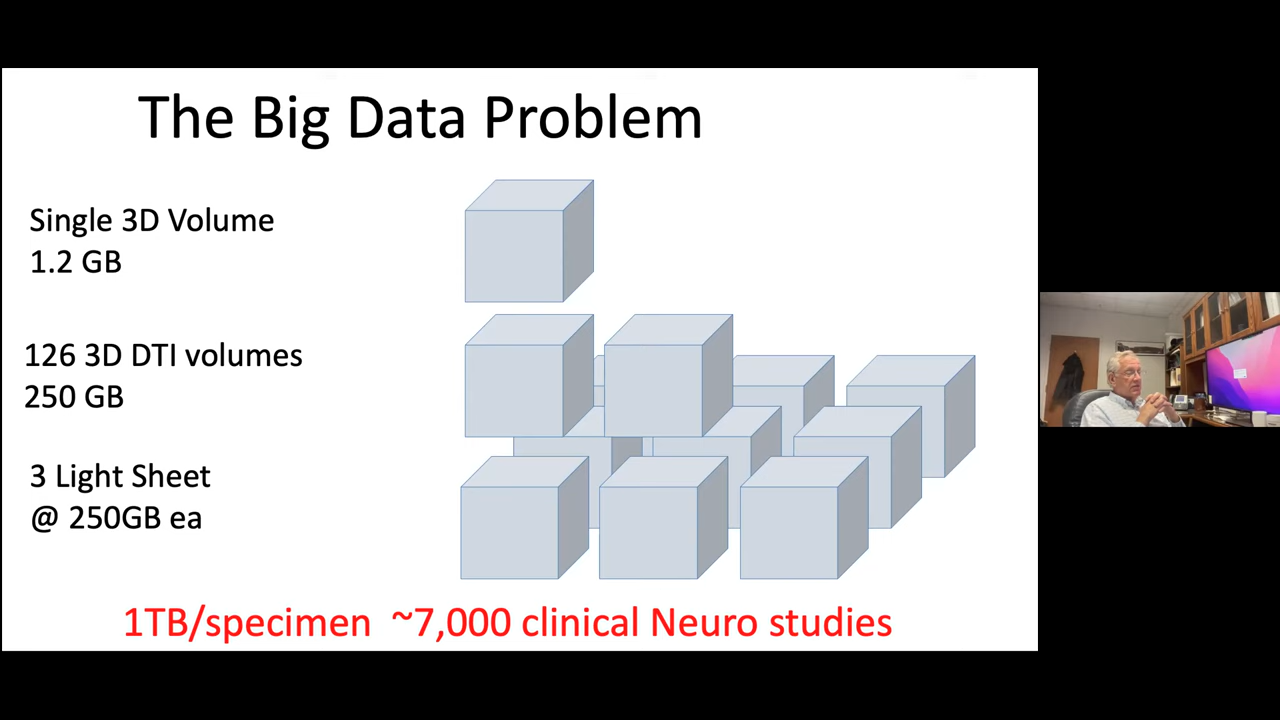 The Big Data Problem
Single 3D Volume
1.2 GB
126 3D DTI volumes
250 GB
3 Light Sheet
@ 250GB ea
1TB/specimen ~7,000 clinical Neuro studies